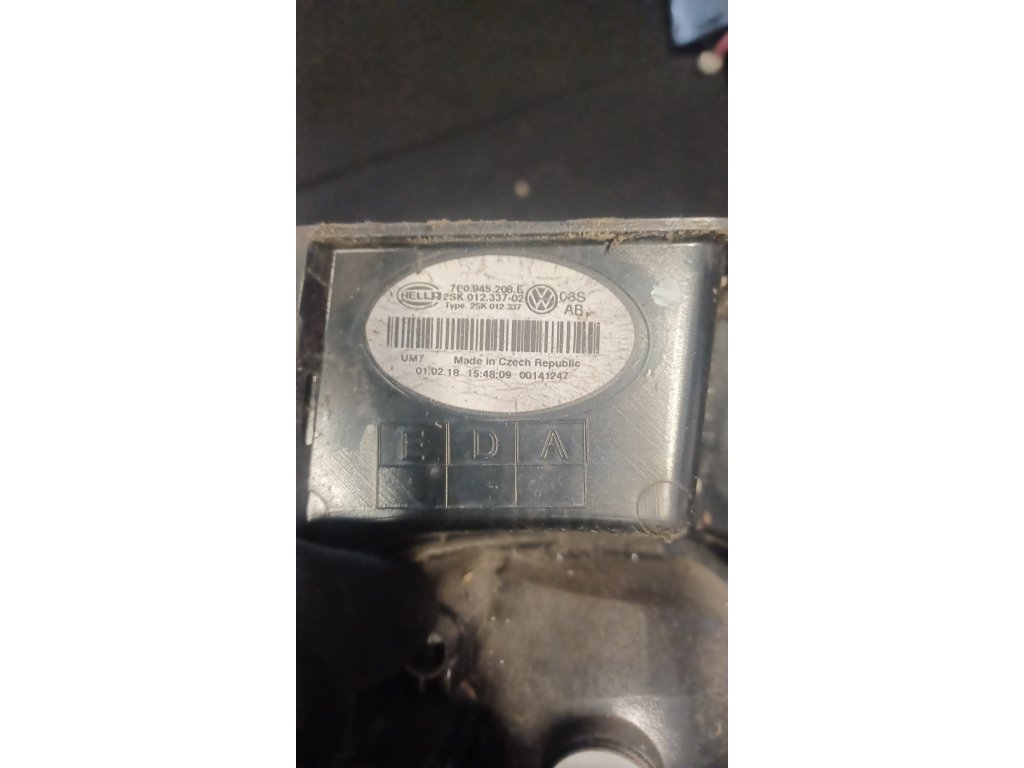 HELLA
7E0.945.208.E
2SK 012.337-02
Type 2SK 012 337
08S
AB
UM7 Made in Czech Republic
01.02.18 15:48:09 00141247
E D A